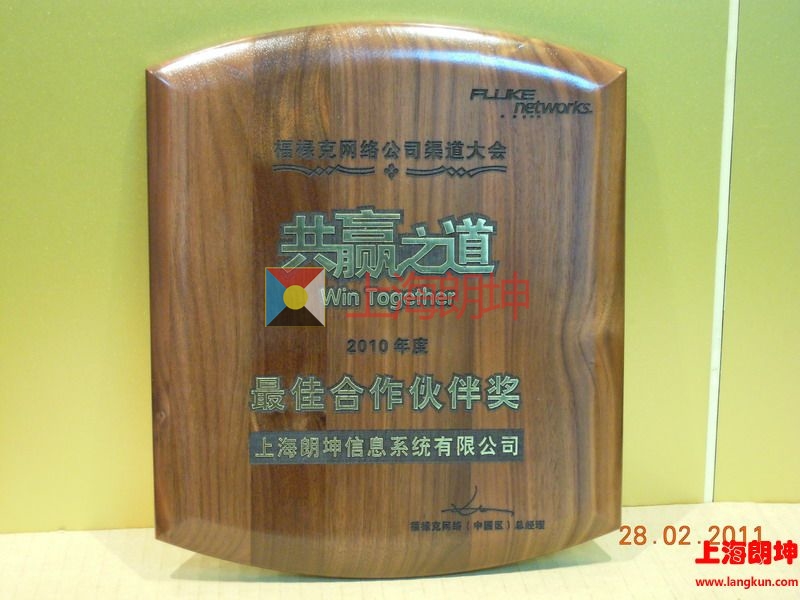 FLUKE
networks.
福禄克网络公司渠道大会
共赢之道
Win Together
上海朗坤
2010 年度
最佳合作伙伴奖
上海朗坤信息系统有限公司
福禄克网络（中国区）总经理
28.02.2011
上海朗坤
www.langkun.com